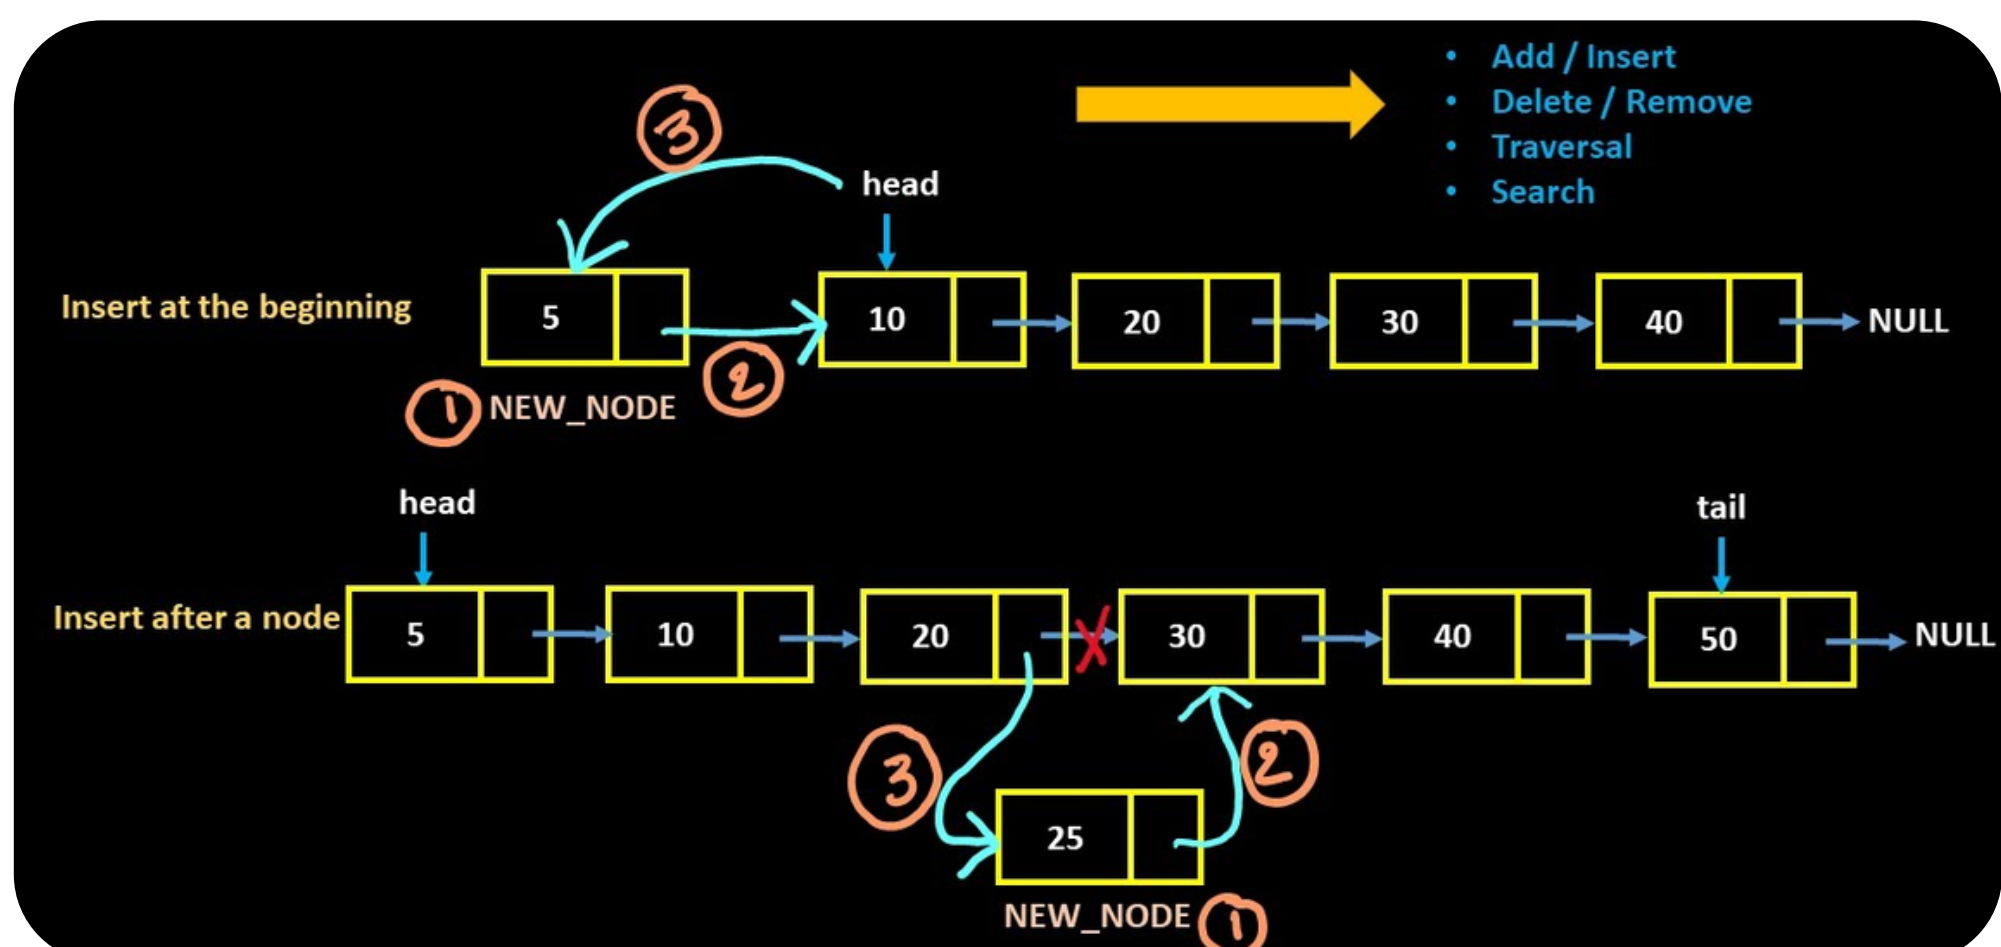 • Add / Insert
• Delete / Remove
• Traversal
• Search
3
head
Insert at the beginning
5
10
20
30
40
NULL
2
1 NEW_NODE
head
tail
Insert after a node
5
10
20
X
30
40
50
NULL
3
2
25
NEW_NODE 1